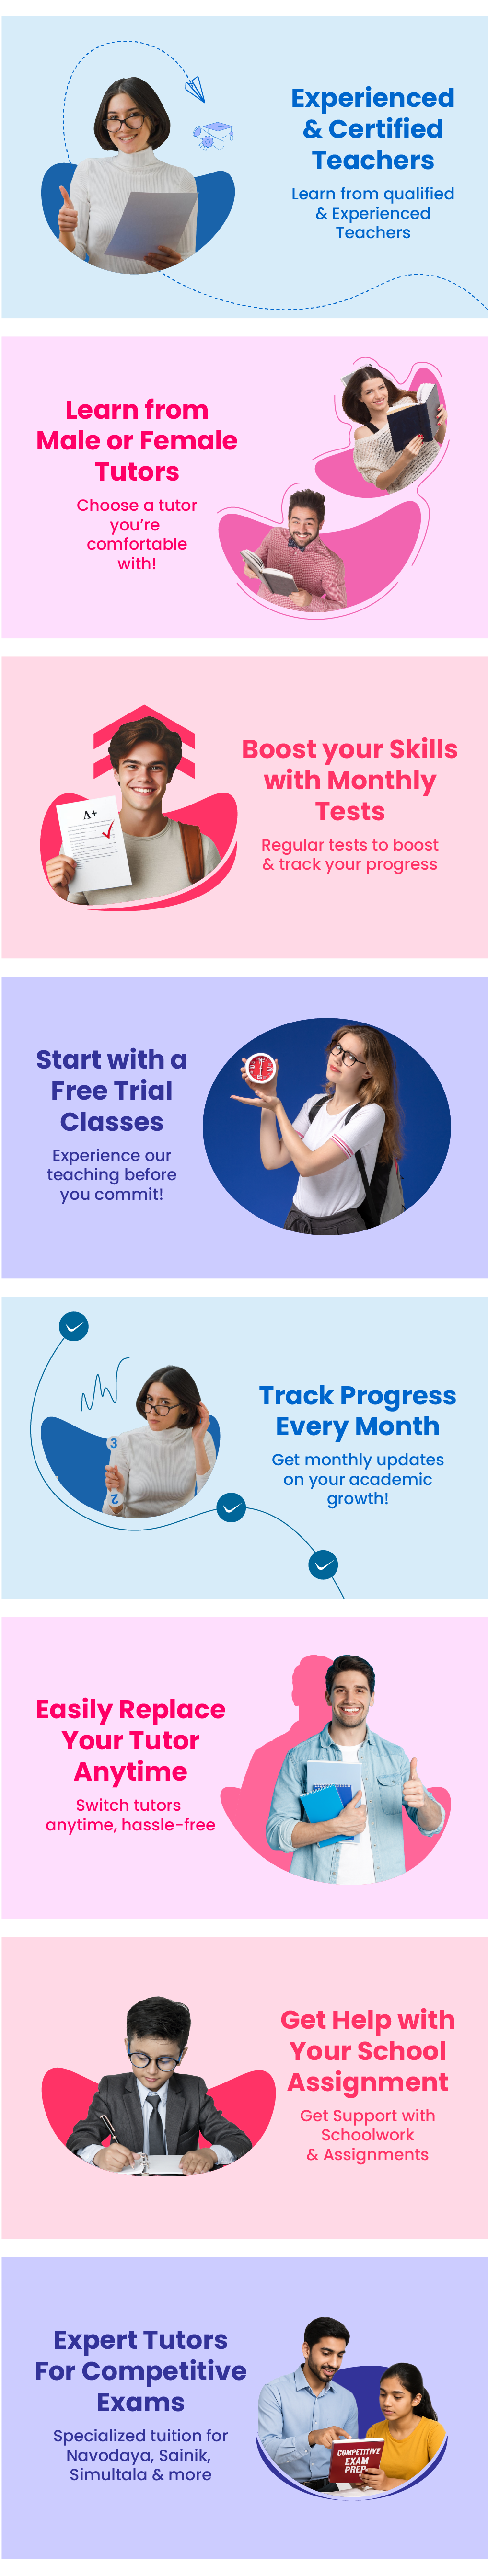 Experienced
& Certified
Teachers
Learn from qualified
& Experienced
Teachers
Learn from
Male or Female
Tutors
Choose a tutor
you're
comfortable
with!
A+
Boost your Skills
with Monthly
Tests
Regular tests to boost
& track your progress
Start with a
Free Trial
Classes
Experience our
teaching before
you commit!
3
2
Track Progress
Every Month
Get monthly updates
on your academic
growth!
Easily Replace
Your Tutor
Anytime
Switch tutors
anytime, hassle-free
Get Help with
Your School
Assignment
Get Support with
Schoolwork
& Assignments
Expert Tutors
For Competitive
Exams
Specialized tuition for
Navodaya, Sainik,
Simultala & more
COMPETITIVE
EXAM
PREP